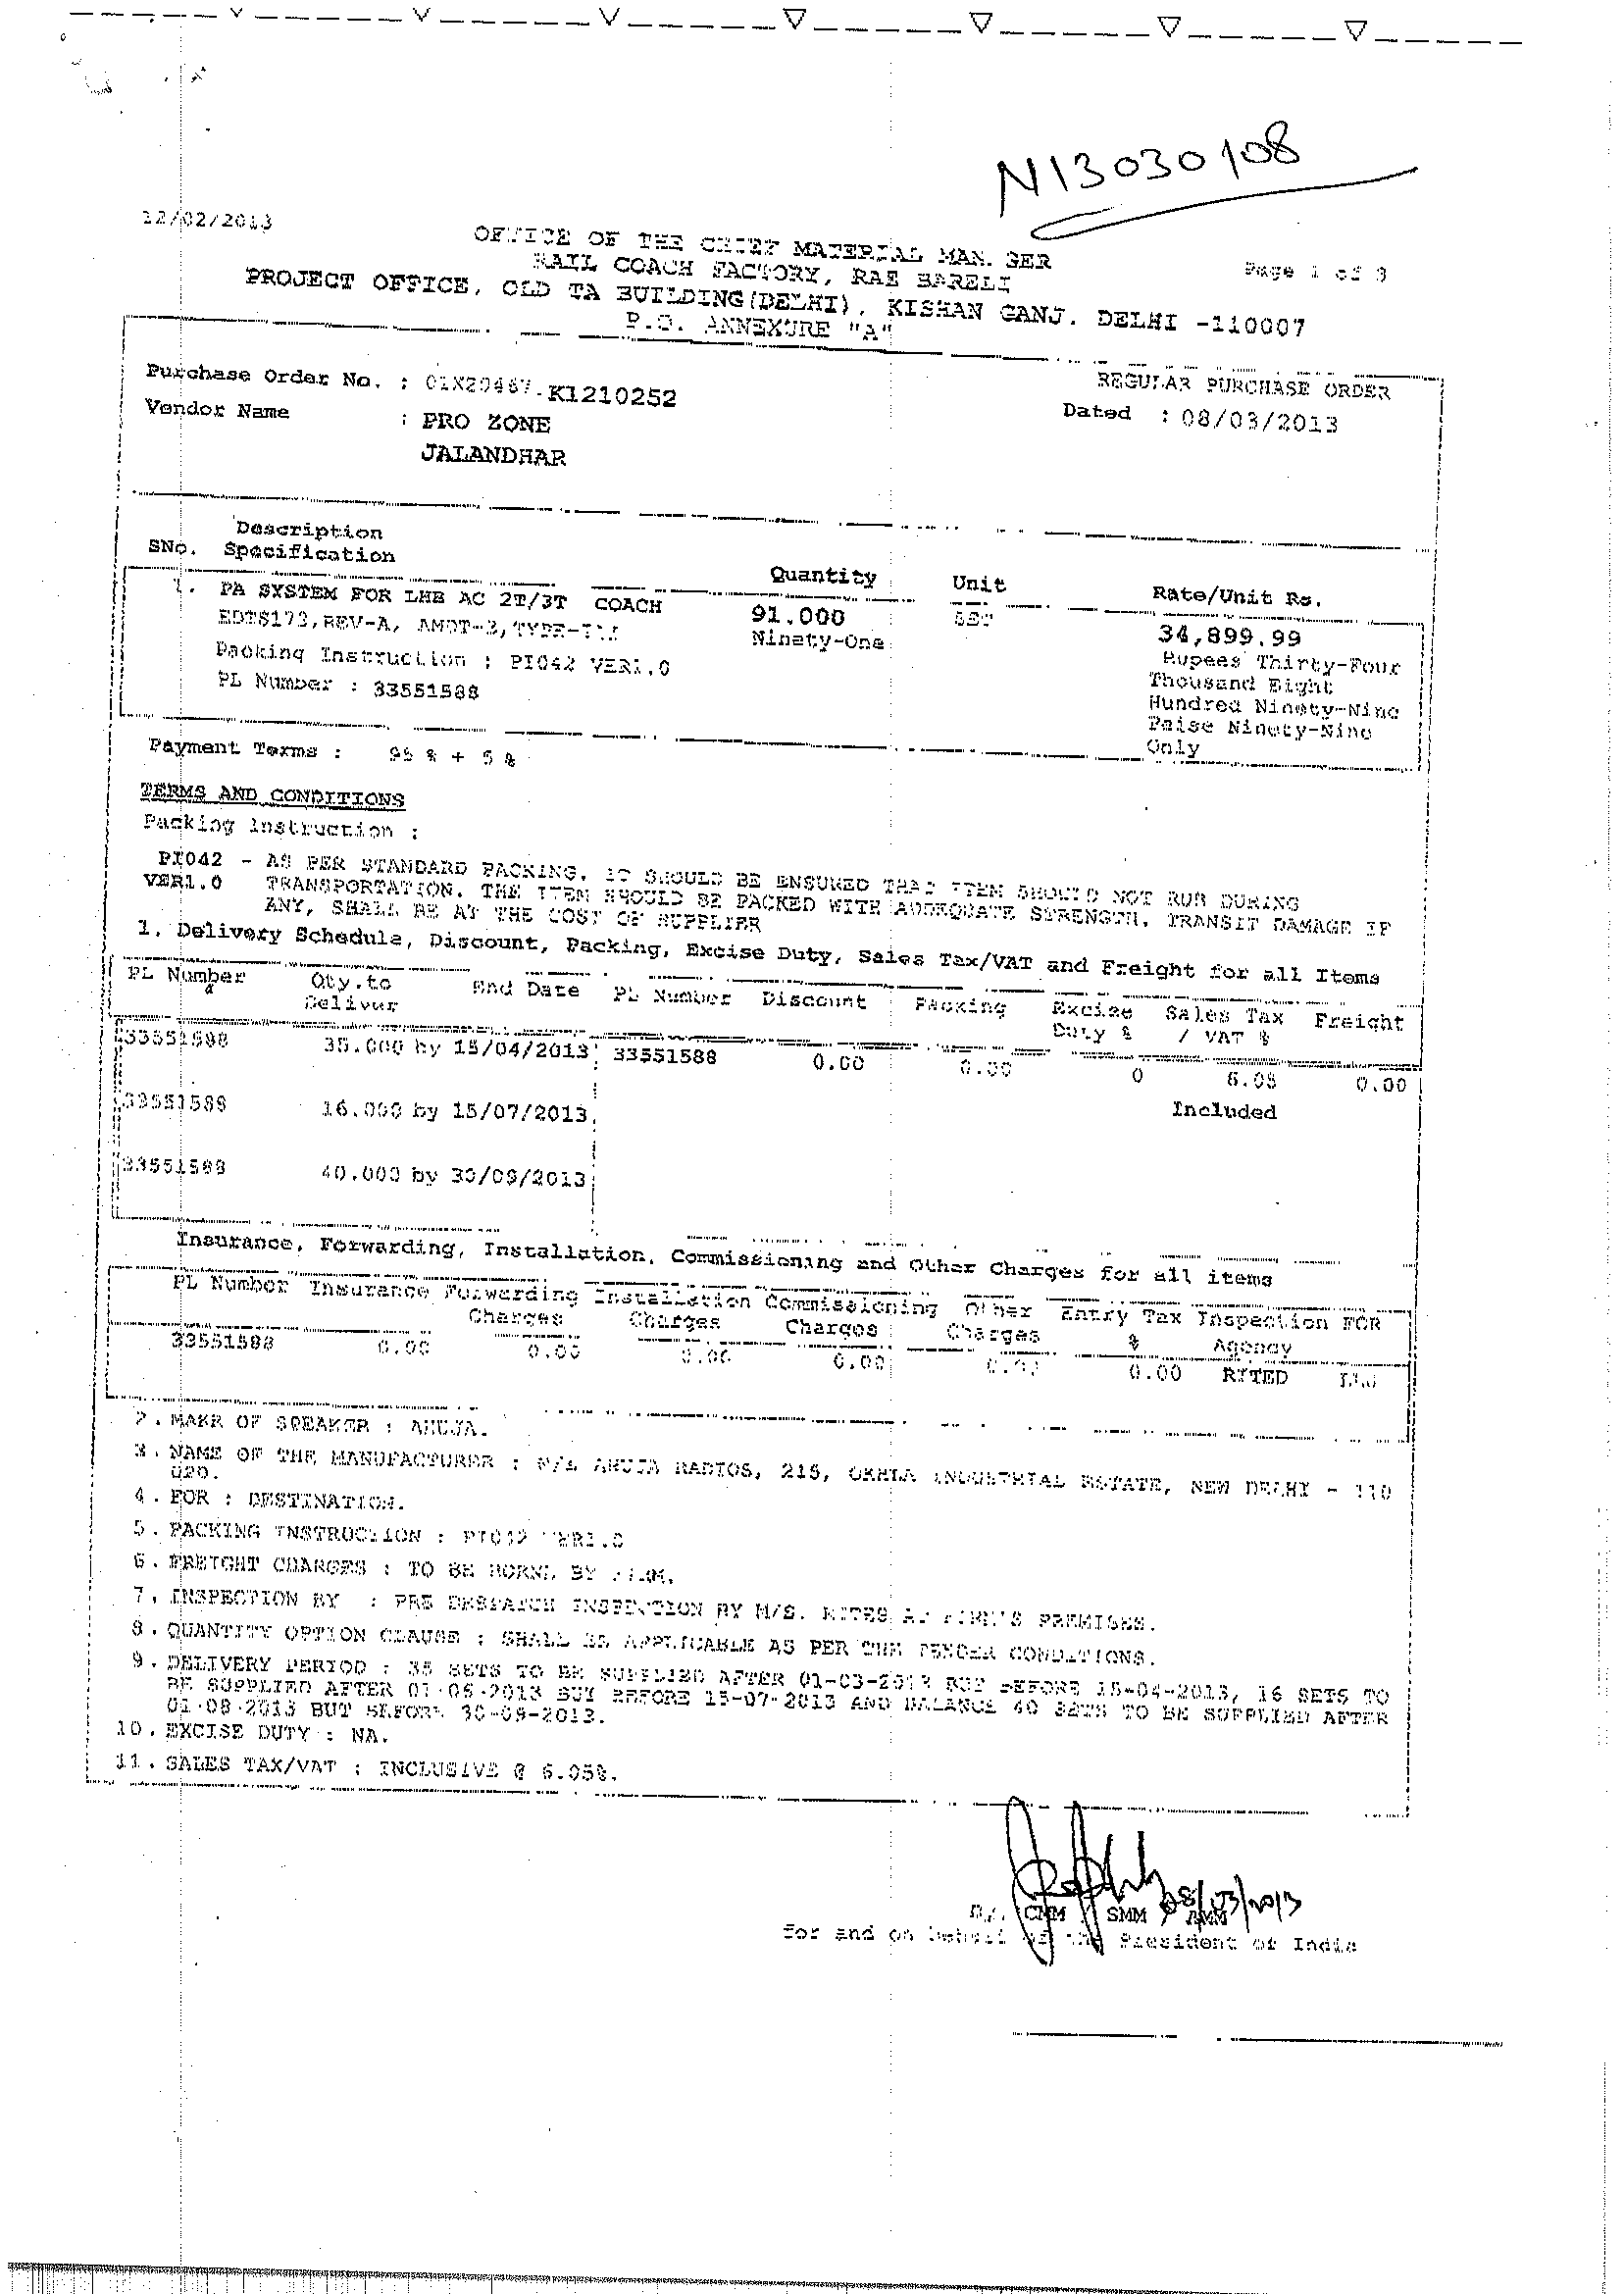 N13030108
12/02/2013
OFFICE OF THE CHIEF MATERIAL MAN. GER
RAIL COACH FACTORY, RAE BARELI
Page 1 of 3
PROJECT OFFICE, OLD TA BUILDING(DELHI), KISHAN GANJ. DELHI -110007
P.O. ANNEXURE "A"
REGULAR PURCHASE ORDER
Purchase Order No. : 01X20467.K1210252
Dated : 08/03/2013
Vendor Name : PRO ZONE
JALANDHAR
Description
SNo. Specification Quantity Unit Rate/Unit Rs.
1. PA SYSTEM FOR LHB AC 2T/3T COACH 91.000 SET 34,899.99
EDTS173,REV-A, AMDT-2,TYPE-III Ninety-One Rupees Thirty-Four
Packing Instruction : PI042 VER1.0 Thousand Eight
PL Number : 33551588 Hundred Ninety-Nine
Paise Ninety-Nine
Only
Payment Terms : 95 % + 5 %
TERMS AND CONDITIONS
Packing Instruction :
PI042 - AS PER STANDARD PACKING. IT SHOULD BE ENSURED THAT ITEM SHOULD NOT RUB DURING
VER1.0 TRANSPORTATION. THE ITEM SHOULD BE PACKED WITH ADDEQUATE STRENGTH. TRANSIT DAMAGE IF
ANY, SHALL BE AT THE COST OF SUPPLIER
1. Delivery Schedule, Discount, Packing, Excise Duty, Sales Tax/VAT and Freight for all Items
PL Number Qty.to End Date PL Number Discount Packing Excise Sales Tax Freight
Deliver Duty % / VAT %
33551588 35.000 by 15/04/2013 33551588 0.00 0.00 0 6.05 0.00
33551588 16.000 by 15/07/2013 Included
33551588 40.000 by 30/09/2013
Insurance, Forwarding, Installation, Commissioning and Other Charges for all items
PL Number Insurance Forwarding Installation Commissioning Other Entry Tax Inspection FOR
Charges Charges Charges Charges % Agency
33551588 0.00 0.00 0.00 0.00 0.00 0.00 RITED
2. MAKE OF SPEAKER : AHUJA.
3. NAME OF THE MANUFACTURER : M/S AHUJA RADIOS, 215, OKHLA INDUSTRIAL ESTATE, NEW DELHI - 110
020.
4. FOR : DESTINATION.
5. PACKING INSTRUCTION : PI042 VER1.0
6. FREIGHT CHARGES : TO BE BORNE BY FIRM.
7. INSPECTION BY : PRE DESPATCH INSPECTION BY M/S. RITES AT FIRM'S PREMISES.
8. QUANTITY OPTION CLAUSE : SHALL BE APPLICABLE AS PER THE TENDER CONDITIONS.
9. DELIVERY PERIOD : 35 SETS TO BE SUPPLIED AFTER 01-03-2013 BUT BEFORE 15-04-2013, 16 SETS TO
BE SUPPLIED AFTER 01-06-2013 BUT BEFORE 15-07-2013 AND BALANCE 40 SETS TO BE SUPPLIED AFTER
01-08-2013 BUT BEFORE 30-09-2013.
10. EXCISE DUTY : NA.
11. SALES TAX/VAT : INCLUSIVE @ 6.05%.
08/03/2013
CMM / SMM / AMM
for and on behalf of the President of India